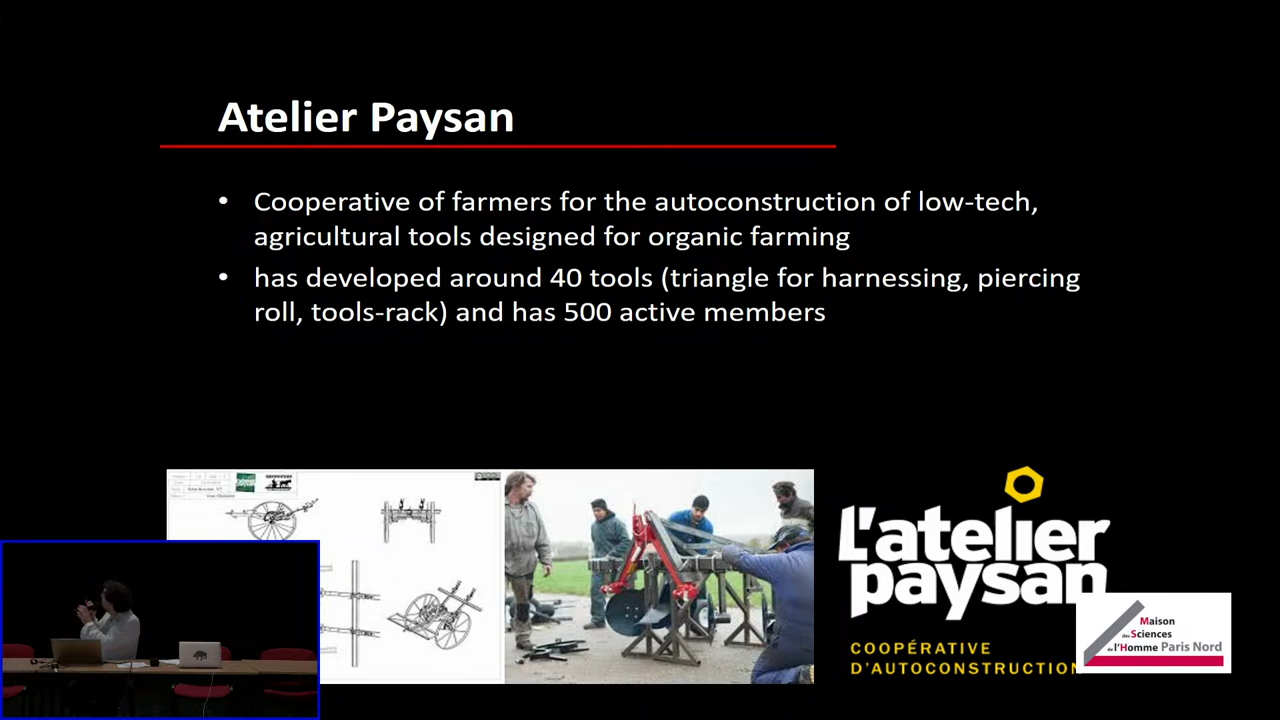 Atelier Paysan
• Cooperative of farmers for the autoconstruction of low-tech,
agricultural tools designed for organic farming
• has developed around 40 tools (triangle for harnessing, piercing
roll, tools-rack) and has 500 active members
L'atelier
paysan
COOPÉRATIVE
D'AUTOCONSTRUCTION
Maison
des Sciences
de l'Homme Paris Nord